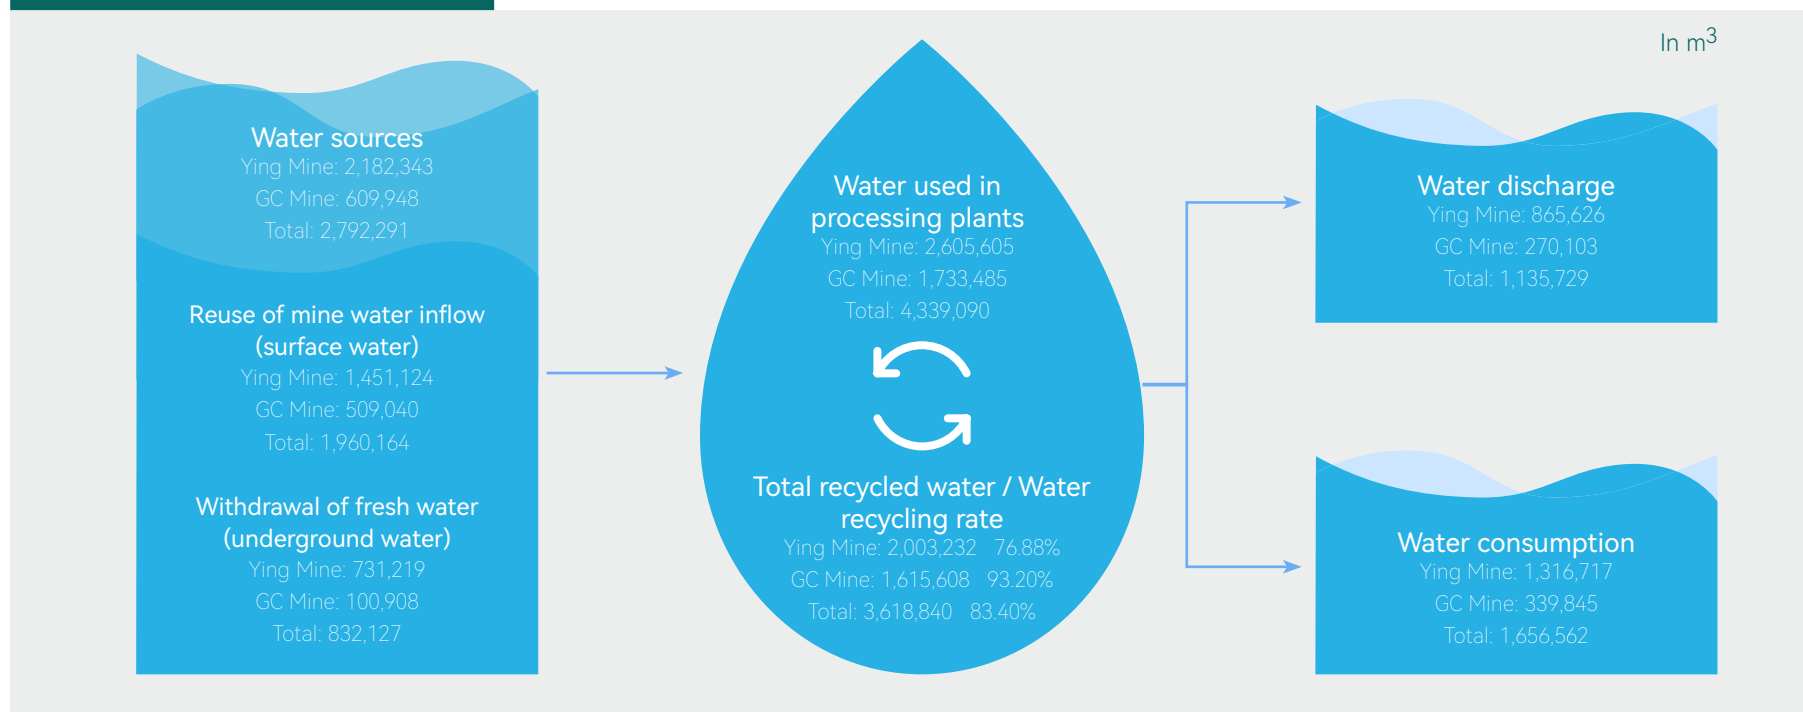 In m³
Water sources
Ying Mine: 2,182,343
GC Mine: 609,948
Total: 2,792,291
Reuse of mine water inflow
(surface water)
Ying Mine: 1,451,124
GC Mine: 509,040
Total: 1,960,164
Withdrawal of fresh water
(underground water)
Ying Mine: 731,219
GC Mine: 100,908
Total: 832,127
Water used in
processing plants
Ying Mine: 2,605,605
GC Mine: 1,733,485
Total: 4,339,090
Total recycled water / Water
recycling rate
Ying Mine: 2,003,232 76.88%
GC Mine: 1,615,608 93.20%
Total: 3,618,840 83.40%
Water discharge
Ying Mine: 865,626
GC Mine: 270,103
Total: 1,135,729
Water consumption
Ying Mine: 1,316,717
GC Mine: 339,845
Total: 1,656,562